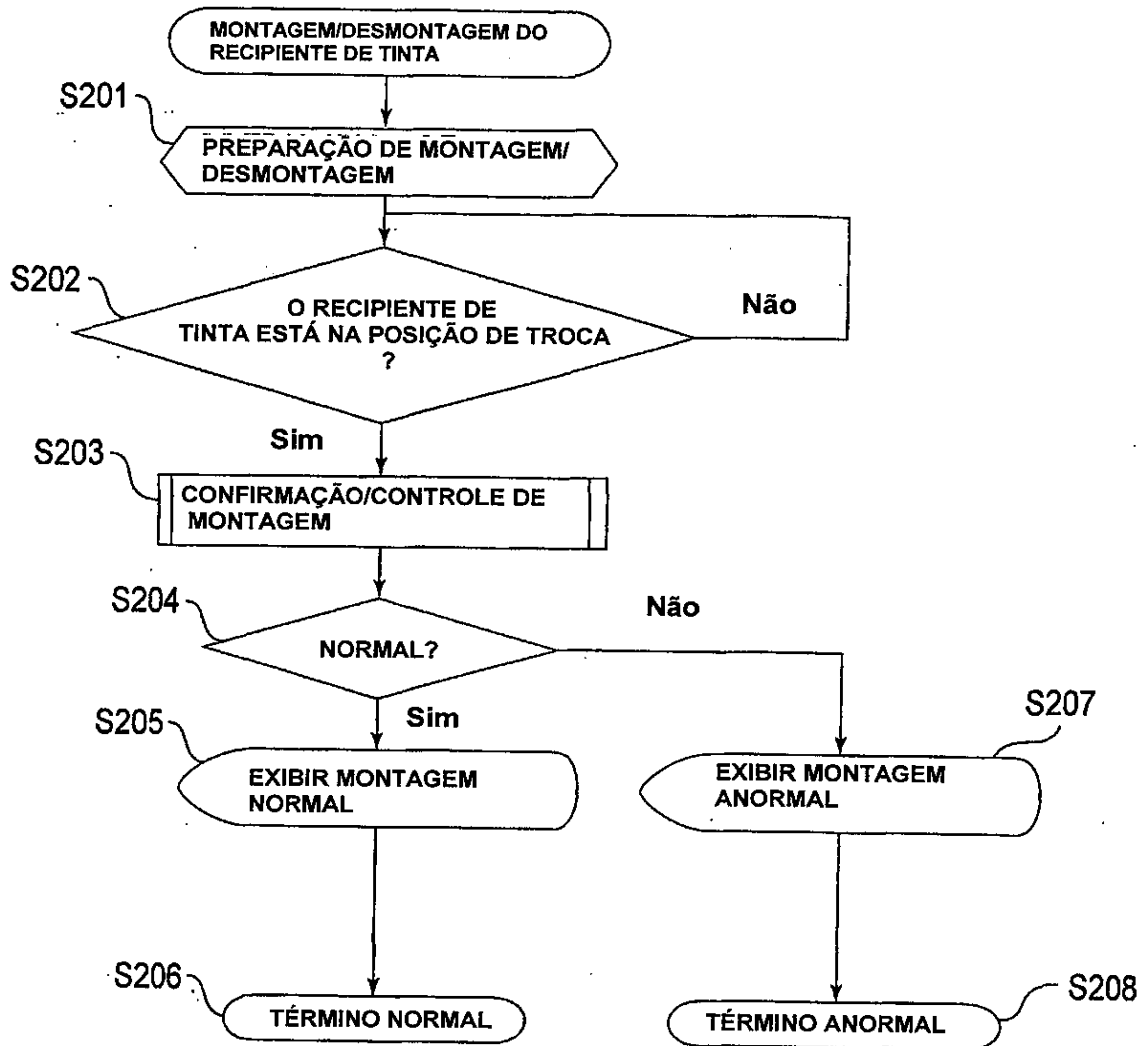 MONTAGEM/DESMONTAGEM DO
RECIPIENTE DE TINTA
S201
PREPARAÇÃO DE MONTAGEM/
DESMONTAGEM
S202
O RECIPIENTE DE
TINTA ESTÁ NA POSIÇÃO DE TROCA
?
Não
Sim
S203
CONFIRMAÇÃO/CONTROLE DE
MONTAGEM
S204
NORMAL?
Não
Sim
S205
EXIBIR MONTAGEM
NORMAL
S207
EXIBIR MONTAGEM
ANORMAL
S206
TÉRMINO NORMAL
S208
TÉRMINO ANORMAL